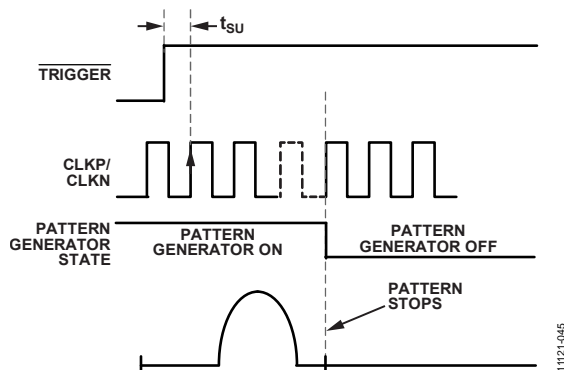 tSU
TRIGGER
CLKP/
CLKN
PATTERN
GENERATOR
STATE
PATTERN
GENERATOR ON
PATTERN
GENERATOR OFF
PATTERN
STOPS
11121-045